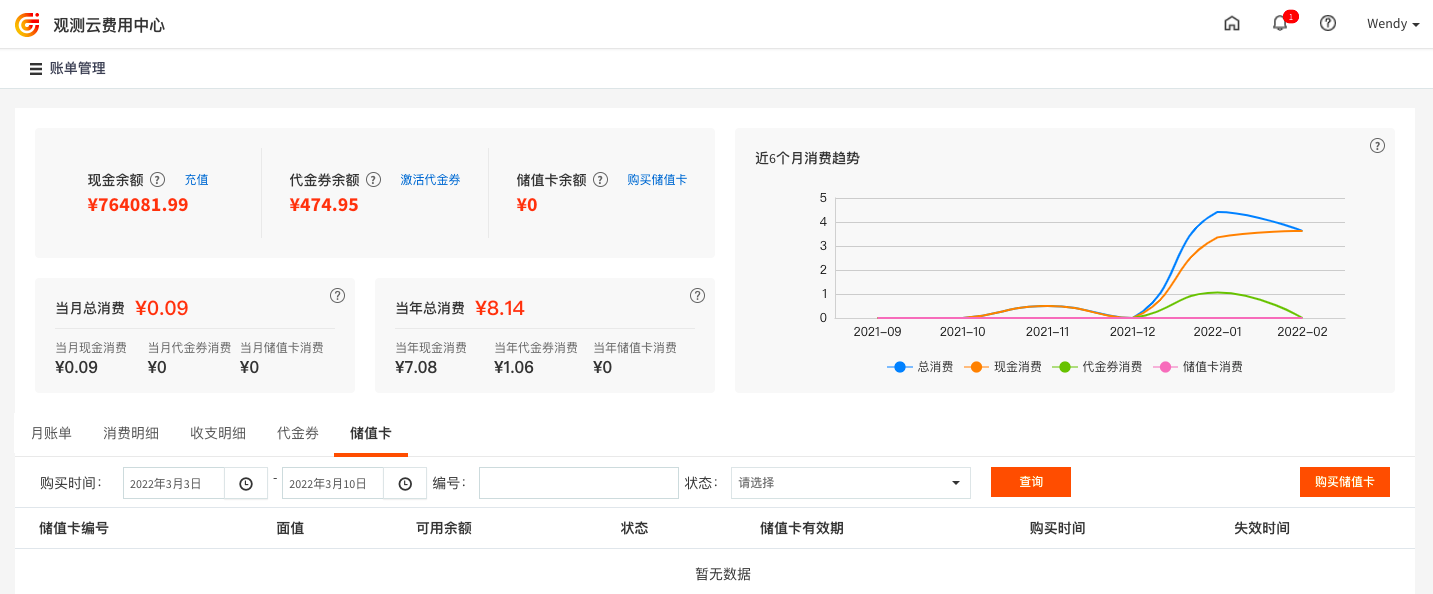 观测云费用中心
1
Wendy
账单管理
现金余额 ? 充值
¥764081.99
代金券余额 ? 激活代金券
¥474.95
储值卡余额 ? 购买储值卡
¥0
当月总消费 ¥0.09 ?
当月现金消费 当月代金券消费 当月储值卡消费
¥0.09 ¥0 ¥0
当年总消费 ¥8.14 ?
当年现金消费 当年代金券消费 当年储值卡消费
¥7.08 ¥1.06 ¥0
近6个月消费趋势 ?
5
4
3
2
1
0
2021-09 2021-10 2021-11 2021-12 2022-01 2022-02
总消费 现金消费 代金券消费 储值卡消费
月账单 消费明细 收支明细 代金券 储值卡
购买时间： 2022年3月3日 - 2022年3月10日 编号： 状态： 请选择 查询 购买储值卡
储值卡编号 面值 可用余额 状态 储值卡有效期 购买时间 失效时间
暂无数据